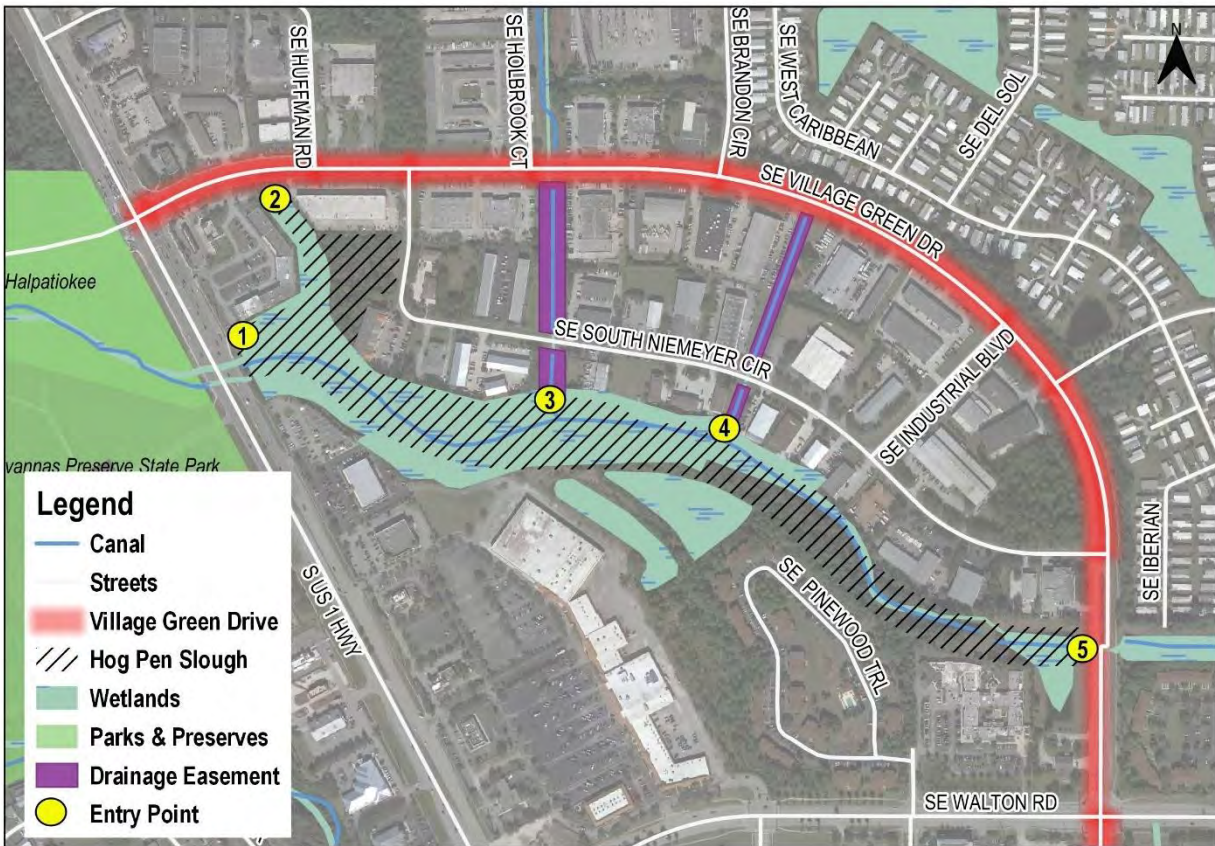 SE HUFFMAN RD
SE HOLBROOK CT
SE BRANDON CIR
SE WEST CARIBBEAN
SE DEL SOL
N
SE VILLAGE GREEN DR
2
Halpatiokee
1
SE SOUTH NIEMEYER CIR
SE INDUSTRIAL BLVD
3
4
vannas Preserve State Park
SE IBERIAN
S US 1 HWY
SE PINEWOOD TRL
5
SE WALTON RD
Legend
Canal
Streets
Village Green Drive
Hog Pen Slough
Wetlands
Parks & Preserves
Drainage Easement
Entry Point